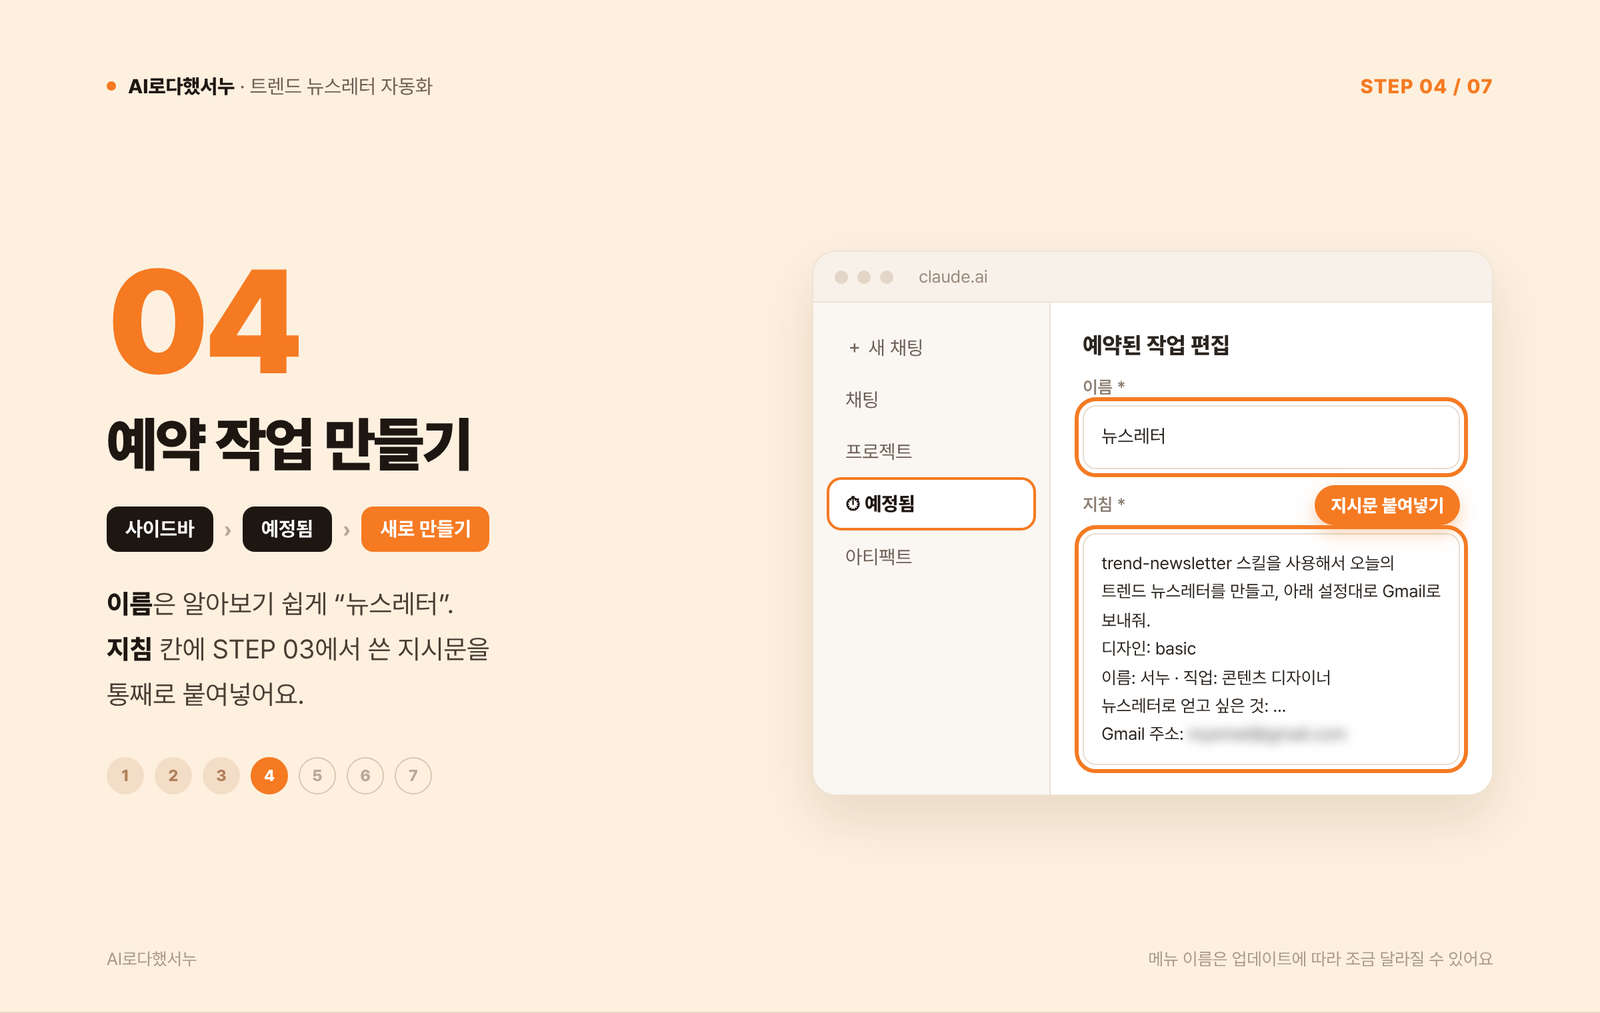 AI로다했서누 · 트렌드 뉴스레터 자동화
STEP 04 / 07
04
예약 작업 만들기
사이드바 › 예정됨 › 새로 만들기
이름은 알아보기 쉽게 “뉴스레터”.
지침 칸에 STEP 03에서 쓴 지시문을
통째로 붙여넣어요.
1 2 3 4 5 6 7
claude.ai
+ 새 채팅
채팅
프로젝트
⏱ 예정됨
아티팩트
예약된 작업 편집
이름 *
뉴스레터
지침 *
지시문 붙여넣기
trend-newsletter 스킬을 사용해서 오늘의
트렌드 뉴스레터를 만들고, 아래 설정대로 Gmail로
보내줘.
디자인: basic
이름: 서누 · 직업: 콘텐츠 디자이너
뉴스레터로 얻고 싶은 것: ...
Gmail 주소:
AI로다했서누
메뉴 이름은 업데이트에 따라 조금 달라질 수 있어요